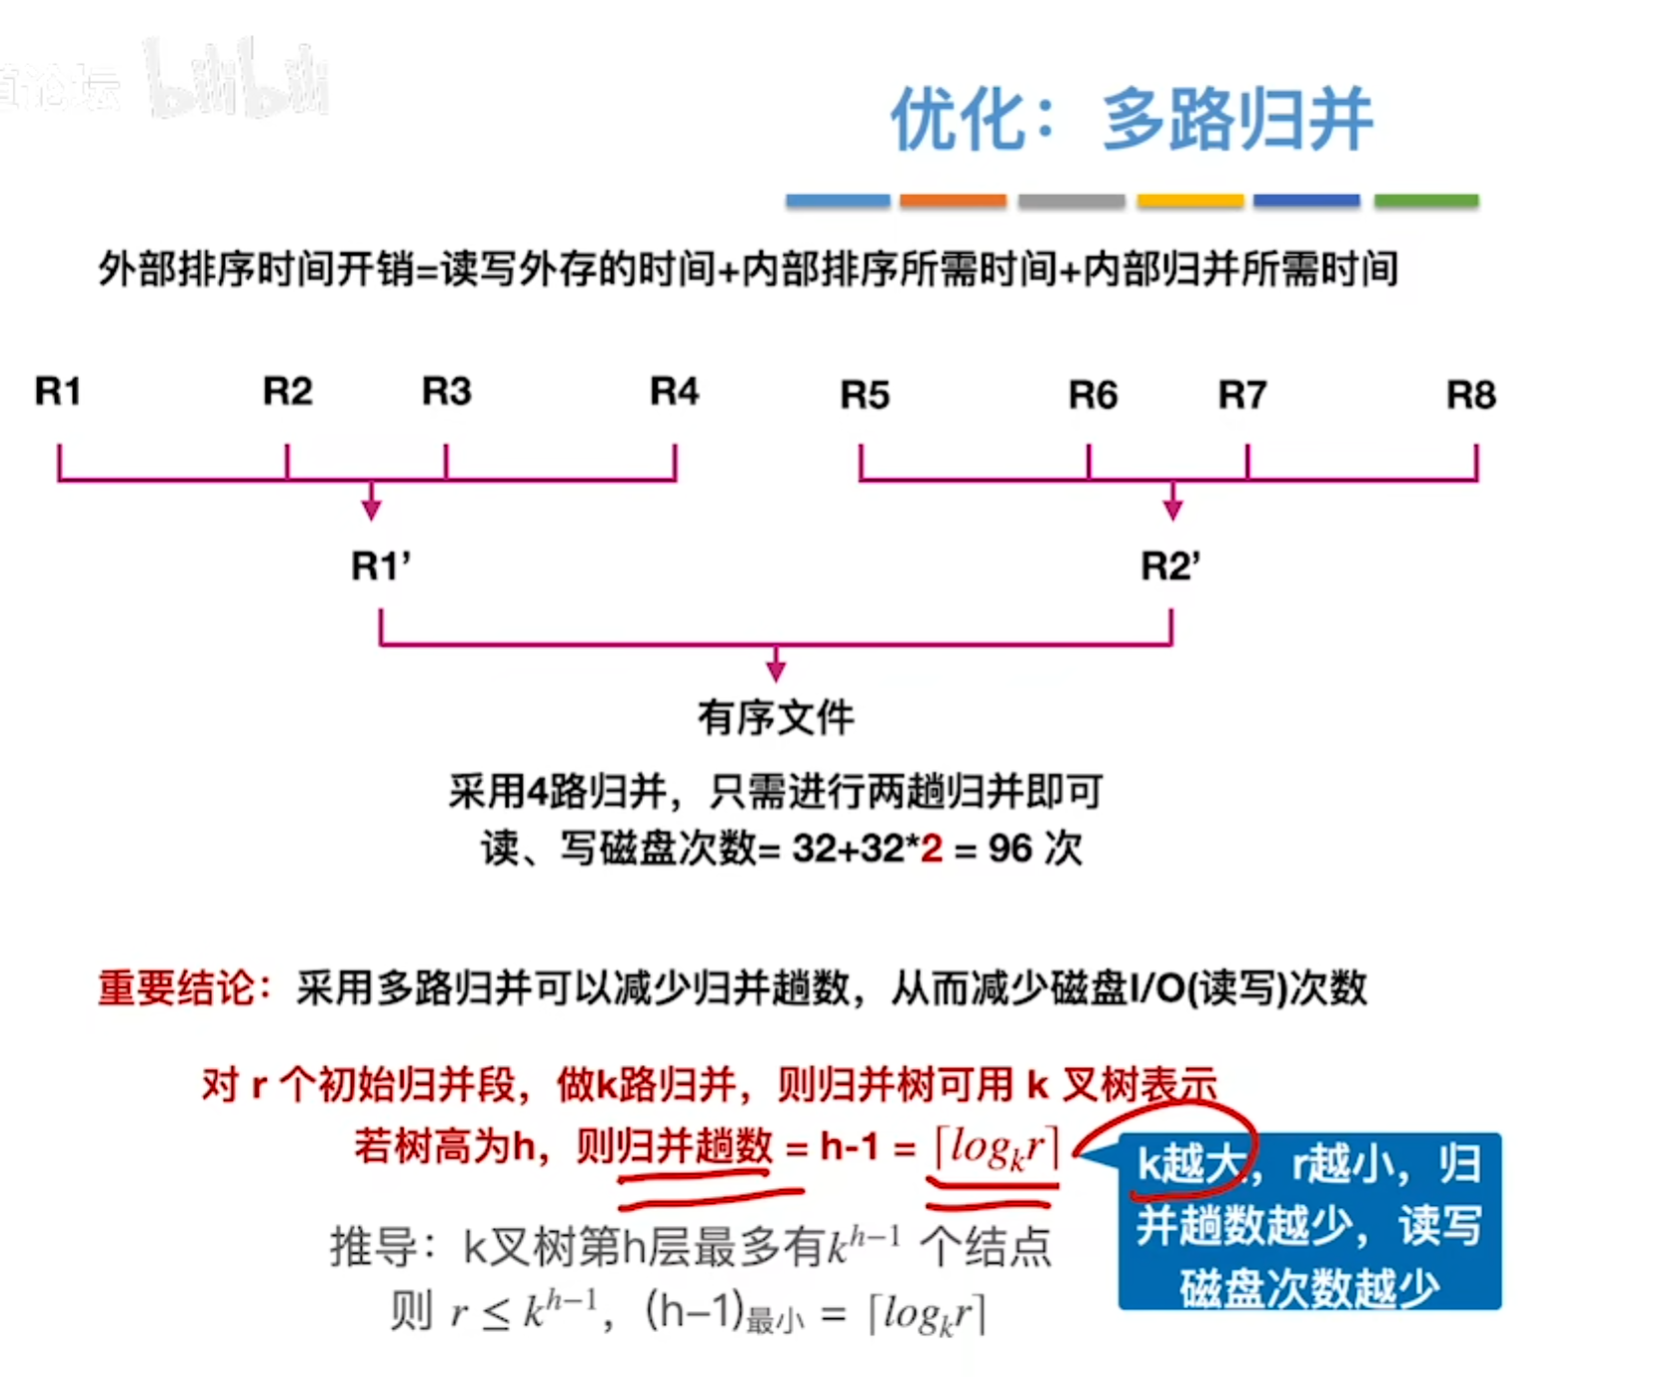 值论坛 bilibili
优化：多路归并
外部排序时间开销=读写外存的时间+内部排序所需时间+内部归并所需时间
R1 R2 R3 R4 R5 R6 R7 R8
R1’ R2’
有序文件
采用4路归并，只需进行两趟归并即可
读、写磁盘次数= 32+32*2 = 96 次
重要结论：采用多路归并可以减少归并趟数，从而减少磁盘I/O(读写)次数
对 r 个初始归并段，做k路归并，则归并树可用 k 叉树表示
若树高为h，则归并趟数 = h-1 = ⌈logₖr⌉
k越大，r越小，归
并趟数越少，读写
磁盘次数越少
推导：k叉树第h层最多有kʰ⁻¹ 个结点
则 r ≤ kʰ⁻¹，(h−1)最小 = ⌈logₖr⌉